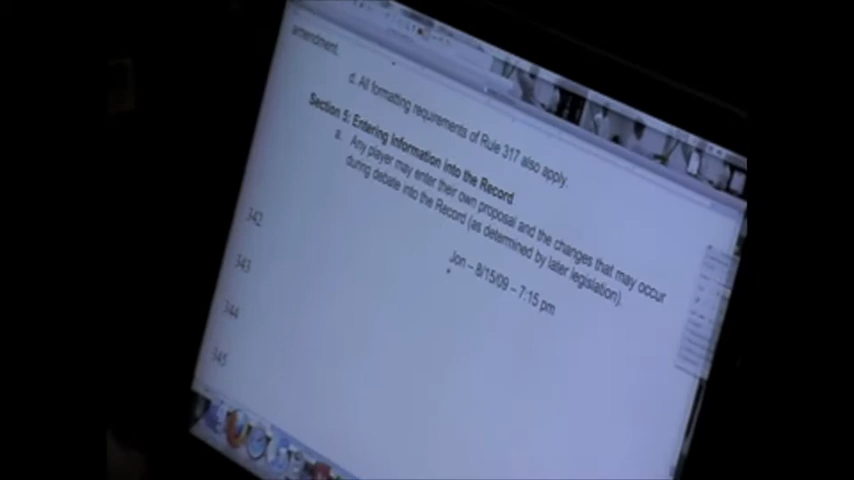 amendment.
d. All formatting requirements of Rule 317 also apply.
Section 5: Entering Information into the Record
a. Any player may enter their own proposal and the changes that may occur
during debate into the Record (as determined by later legislation).
Jon – 8/15/09 – 7:15 pm
342
343
344
345